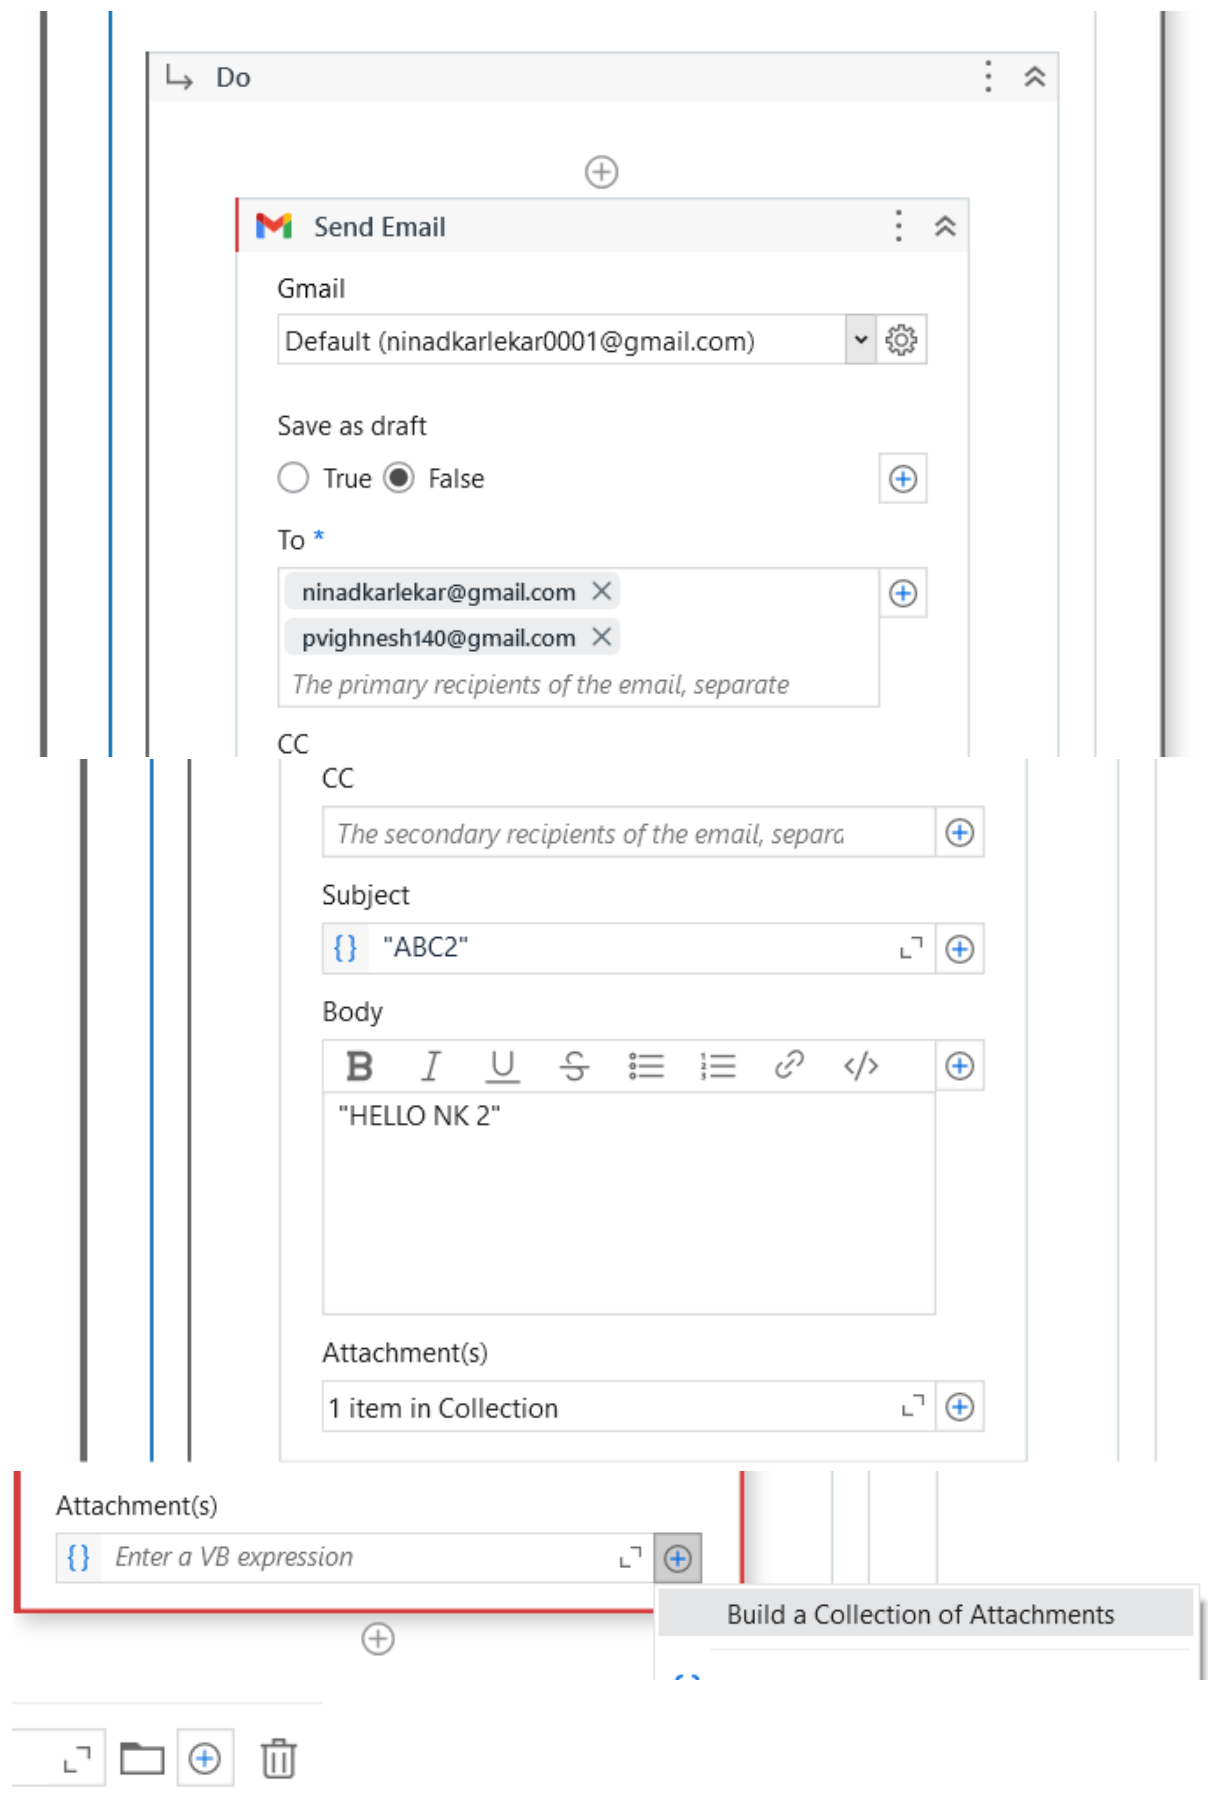 Do
Send Email
Gmail
Default (ninadkarlekar0001@gmail.com)
Save as draft
True False
To *
ninadkarlekar@gmail.com
pvighnesh140@gmail.com
The primary recipients of the email, separate
CC
CC
The secondary recipients of the email, separa
Subject
{} "ABC2"
Body
B I U S </>
"HELLO NK 2"
Attachment(s)
1 item in Collection
Attachment(s)
{} Enter a VB expression
Build a Collection of Attachments